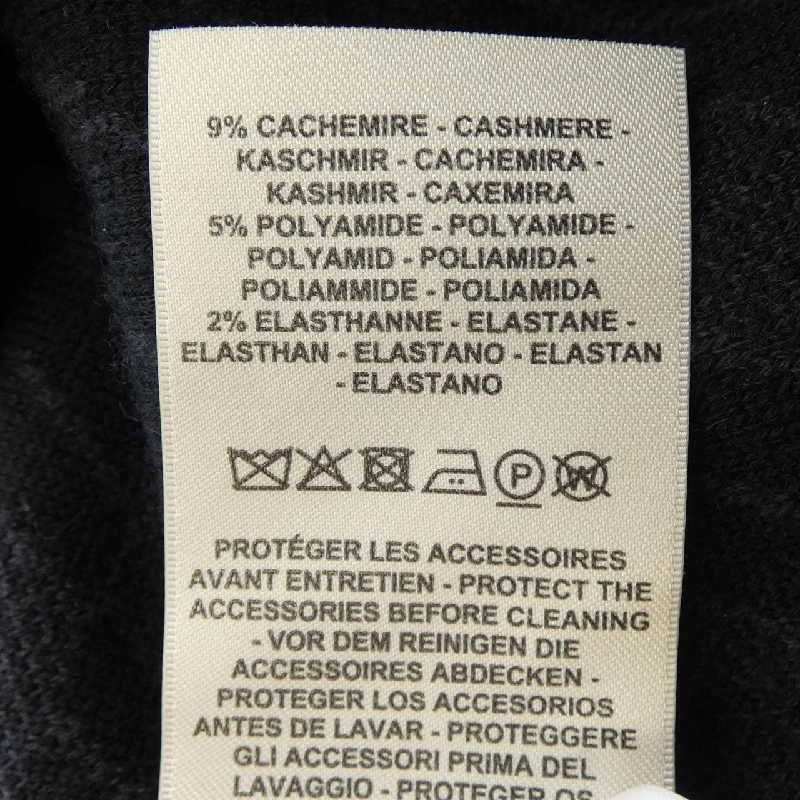 9% CACHEMIRE - CASHMERE -
KASCHMIR - CACHEMIRA -
KASHMIR - CAXEMIRA
5% POLYAMIDE - POLYAMIDE -
POLYAMID - POLIAMIDA -
POLIAMMIDE - POLIAMIDA
2% ELASTHANNE - ELASTANE -
ELASTHAN - ELASTANO - ELASTAN
- ELASTANO
P W
PROTÉGER LES ACCESSOIRES
AVANT ENTRETIEN - PROTECT THE
ACCESSORIES BEFORE CLEANING
- VOR DEM REINIGEN DIE
ACCESSOIRES ABDECKEN -
PROTEGER LOS ACCESORIOS
ANTES DE LAVAR - PROTEGGERE
GLI ACCESSORI PRIMA DEL
LAVAGGIO - PROTEGER OS